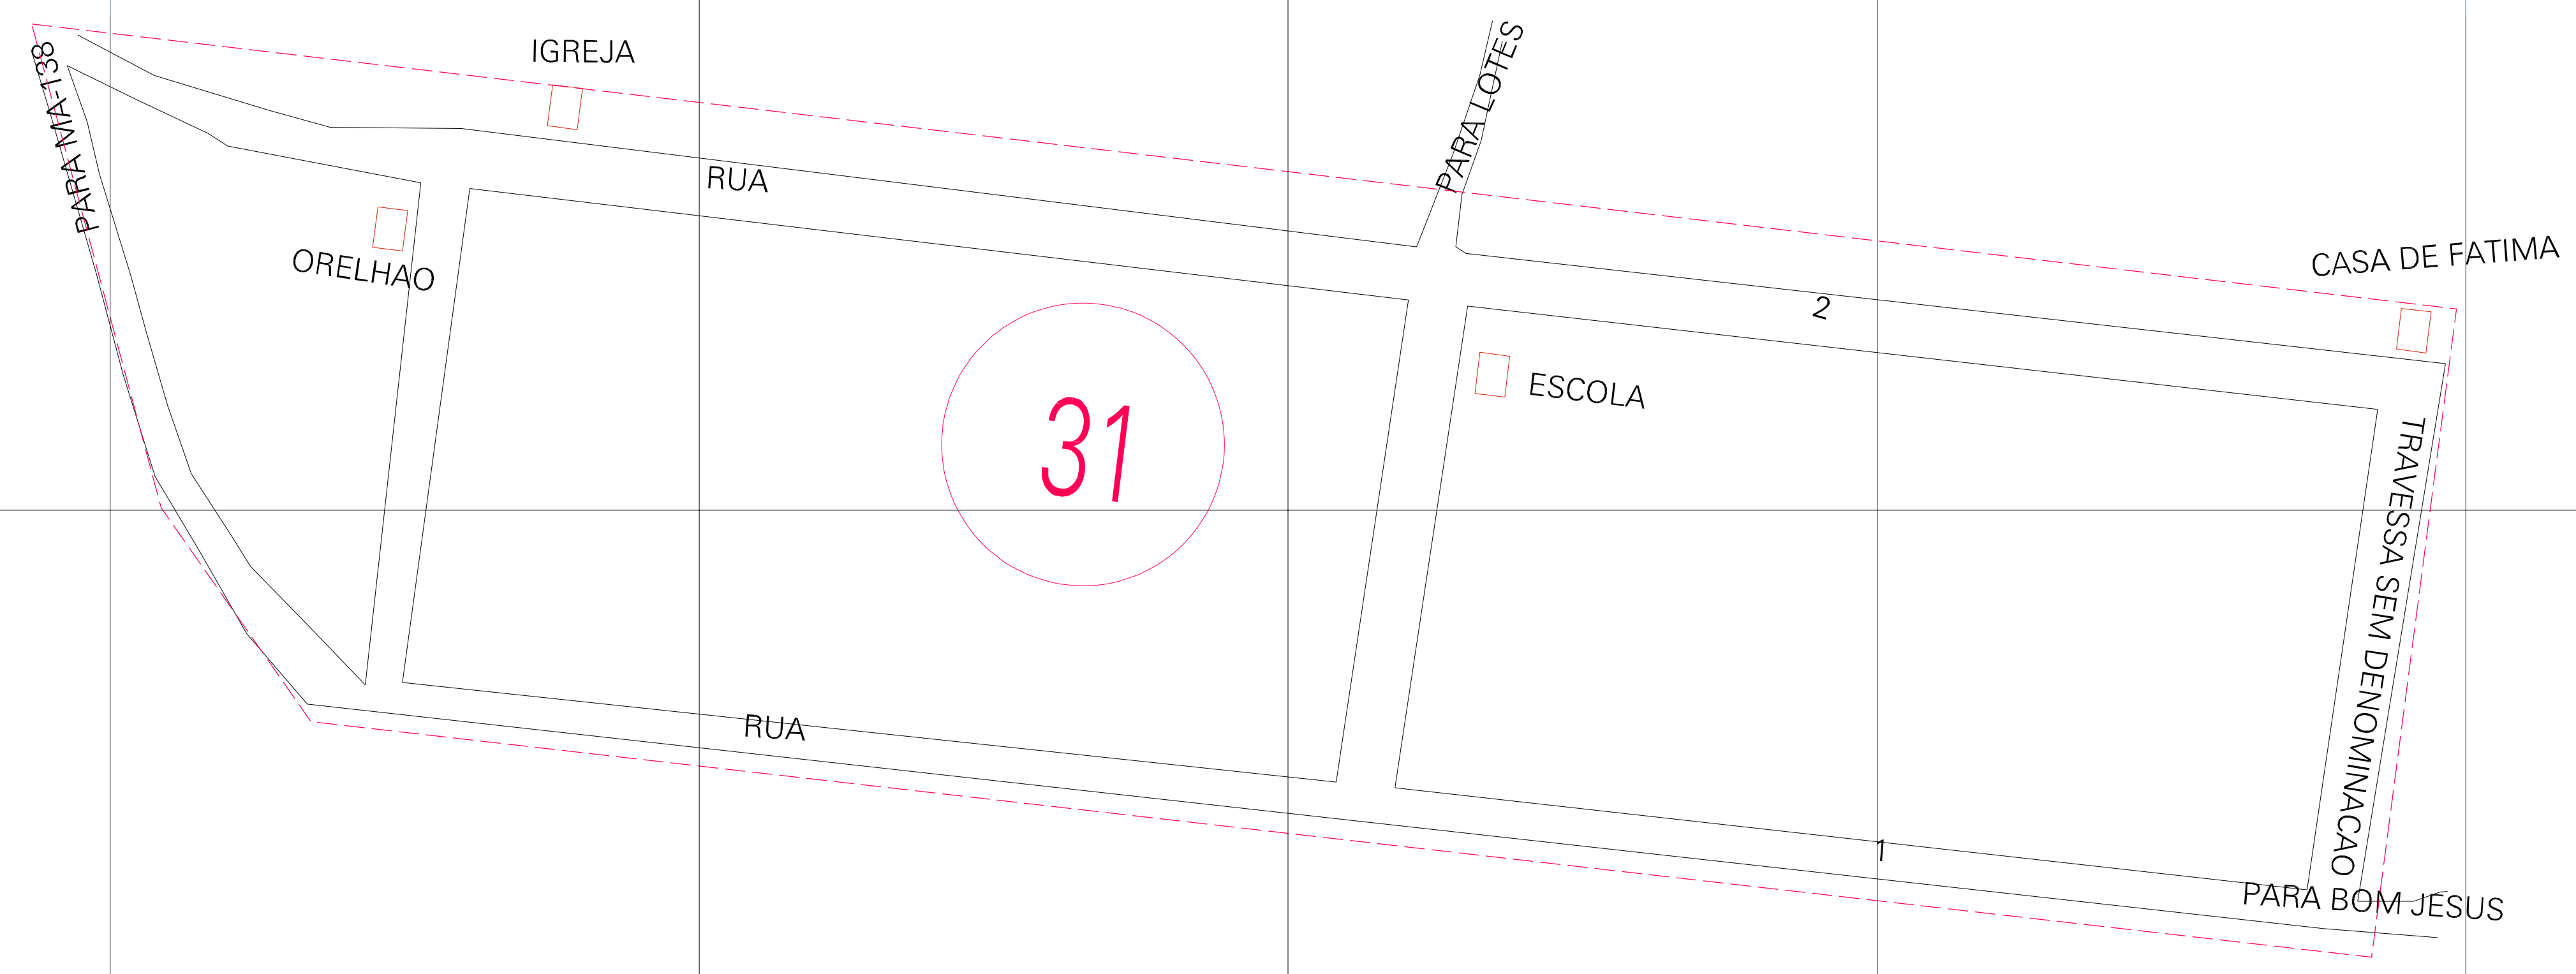 IGREJA
PARA LOTES
PARA MA-138
RUA
2
CASA DE FATIMA
ORELHAO
31
ESCOLA
TRAVESSA SEM DENOMINACAO
RUA
1
PARA BOM JESUS